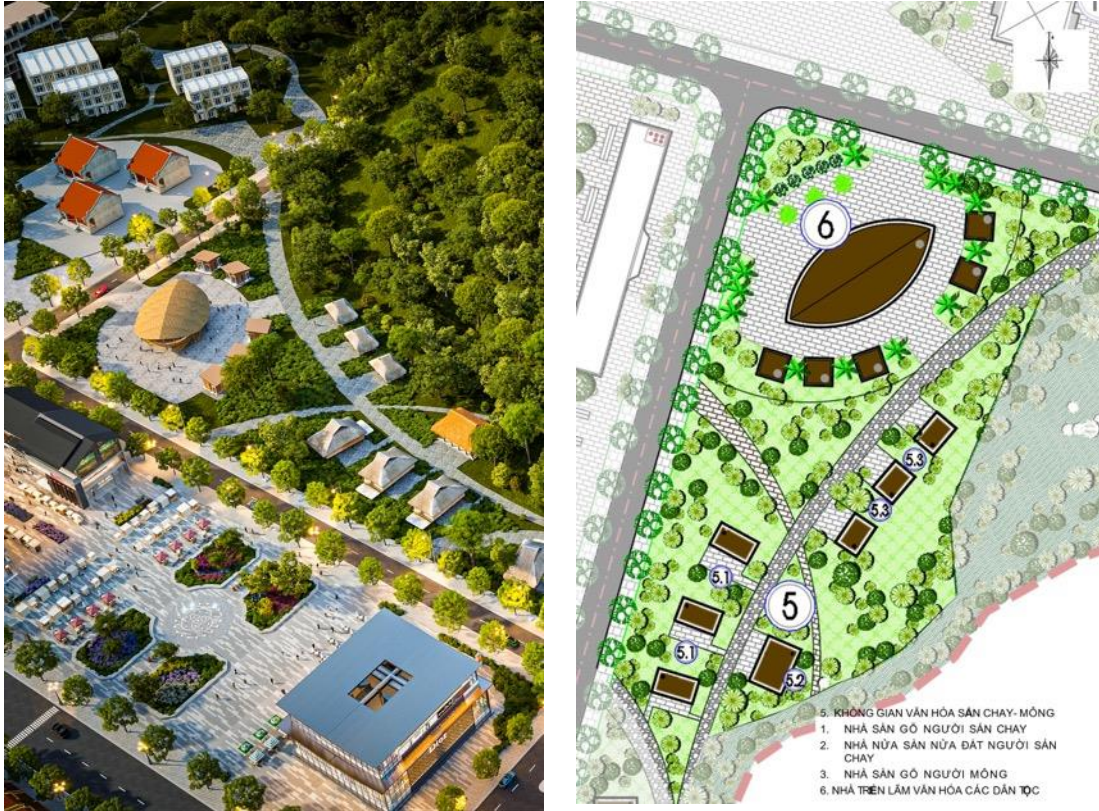 Dior
6
5.3
5.3
5.1
5
5.1
5.2
5. KHÔNG GIAN VĂN HÓA SÁN CHAY- MÔNG
1. NHÀ SÀN GỖ NGƯỜI SÁN CHAY
2. NHÀ NỬA SÀN NỬA ĐẤT NGƯỜI SÁN
CHAY
3. NHÀ SÀN GỖ NGƯỜI MÔNG
6. NHÀ TRIỂN LÃM VĂN HÓA CÁC DÂN TỘC